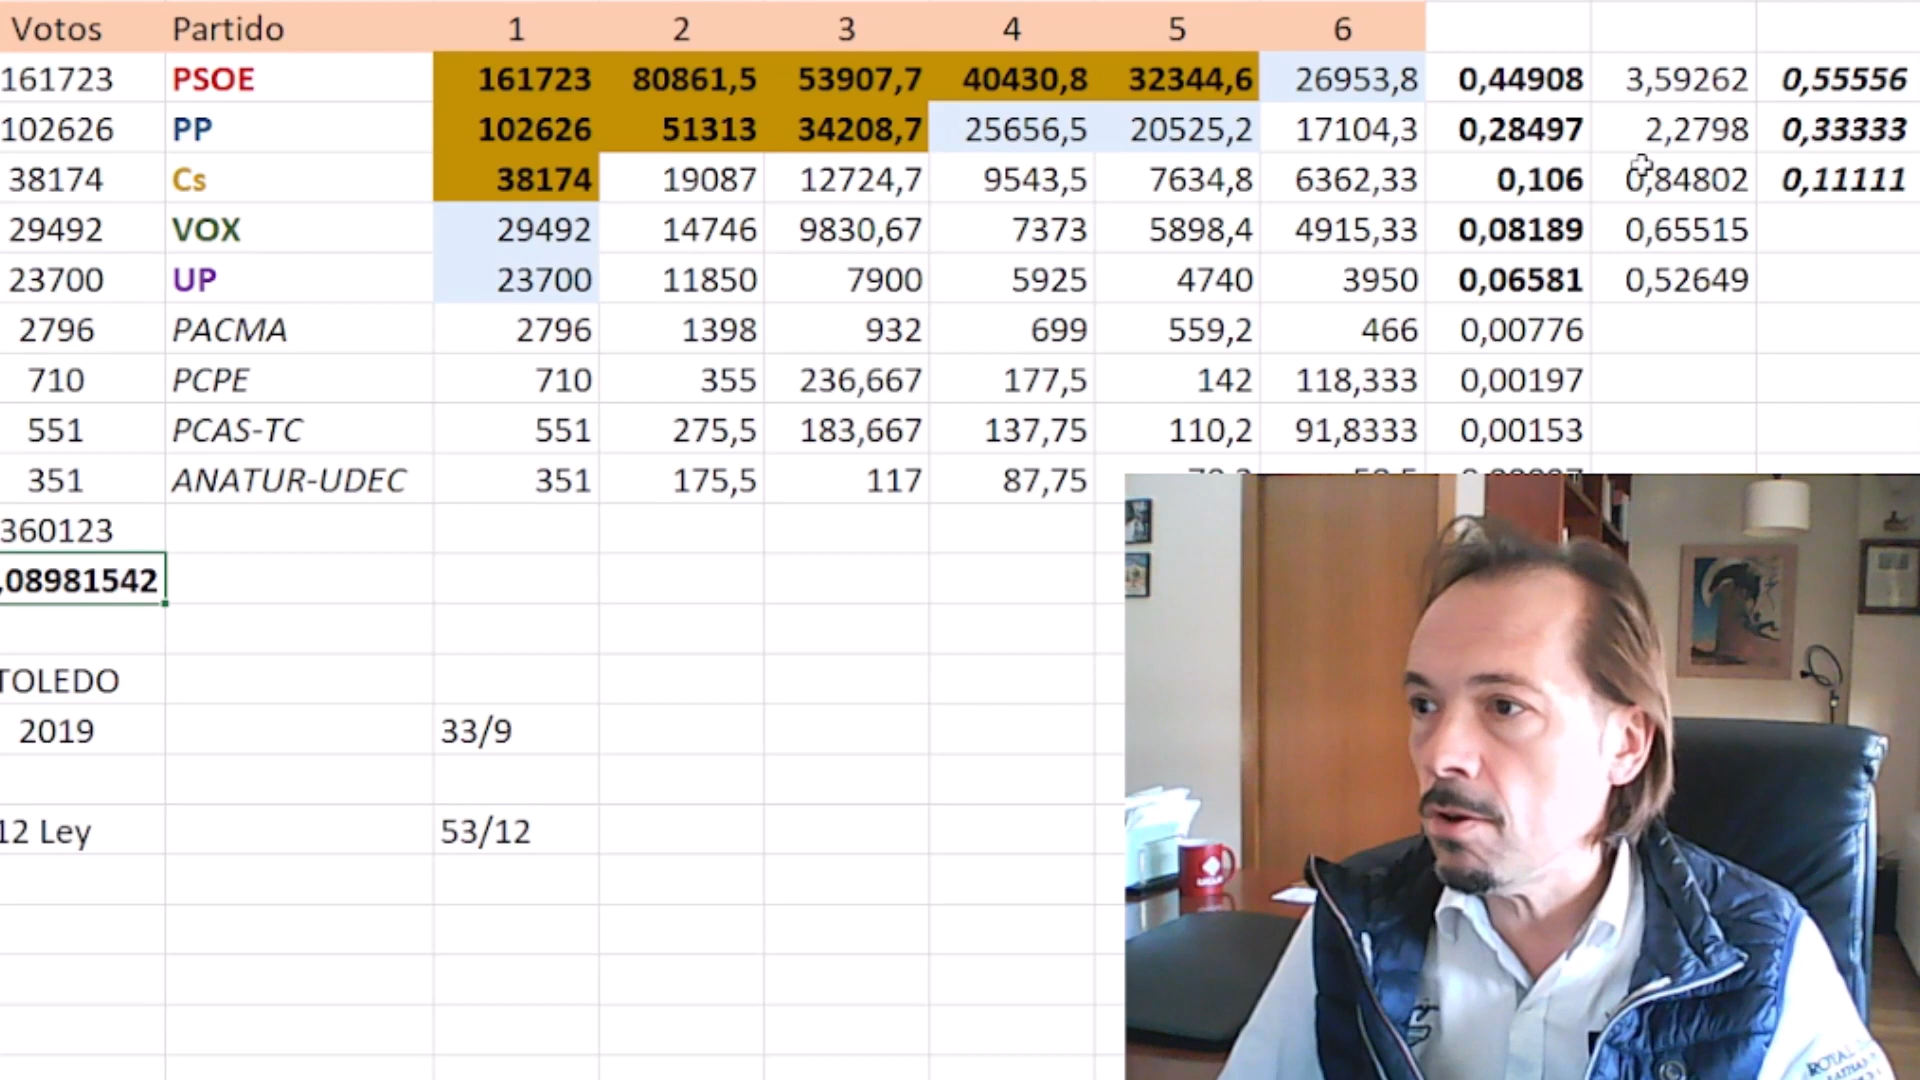 Votos Partido 1 2 3 4 5 6
161723 PSOE 161723 80861,5 53907,7 40430,8 32344,6 26953,8 0,44908 3,59262 0,55556
102626 PP 102626 51313 34208,7 25656,5 20525,2 17104,3 0,28497 2,2798 0,33333
38174 Cs 38174 19087 12724,7 9543,5 7634,8 6362,33 0,106 0,84802 0,11111
29492 VOX 29492 14746 9830,67 7373 5898,4 4915,33 0,08189 0,65515
23700 UP 23700 11850 7900 5925 4740 3950 0,06581 0,52649
2796 PACMA 2796 1398 932 699 559,2 466 0,00776
710 PCPE 710 355 236,667 177,5 142 118,333 0,00197
551 PCAS-TC 551 275,5 183,667 137,75 110,2 91,8333 0,00153
351 ANATUR-UDEC 351 175,5 117 87,75
360123
,08981542
TOLEDO
2019 33/9
12 Ley 53/12
ROYAL